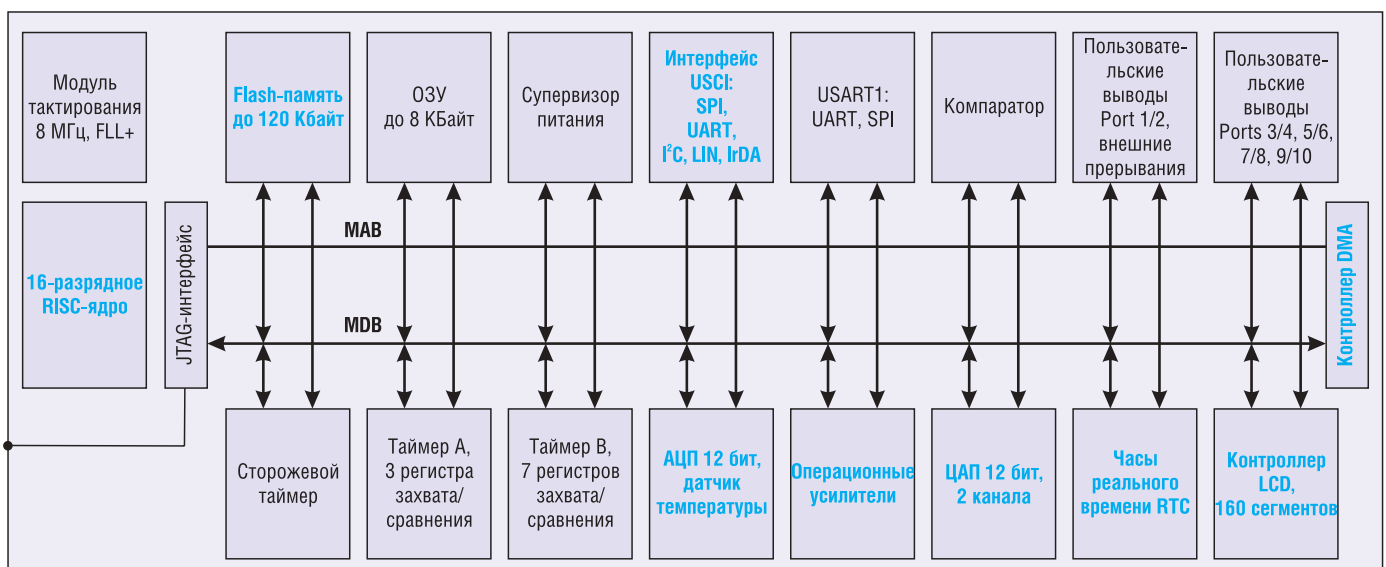 Модуль
тактирования
8 МГц, FLL+
Flash-память
до 120 Кбайт
ОЗУ
до 8 КБайт
Супервизор
питания
Интерфейс
USCI:
SPI,
UART,
I²C, LIN, IrDA
USART1:
UART, SPI
Компаратор
Пользовате-
льские
выводы
Port 1/2,
внешние
прерывания
Пользовате-
льские
выводы
Ports 3/4, 5/6,
7/8, 9/10
16-разрядное
RISC-ядро
JTAG-интерфейс
MAB
MDB
Контроллер DMA
Сторожевой
таймер
Таймер А,
3 регистра
захвата/
сравнения
Таймер В,
7 регистров
захвата/
сравнения
АЦП 12 бит,
датчик
температуры
Операционные
усилители
ЦАП 12 бит,
2 канала
Часы
реального
времени RTC
Контроллер
LCD,
160 сегментов